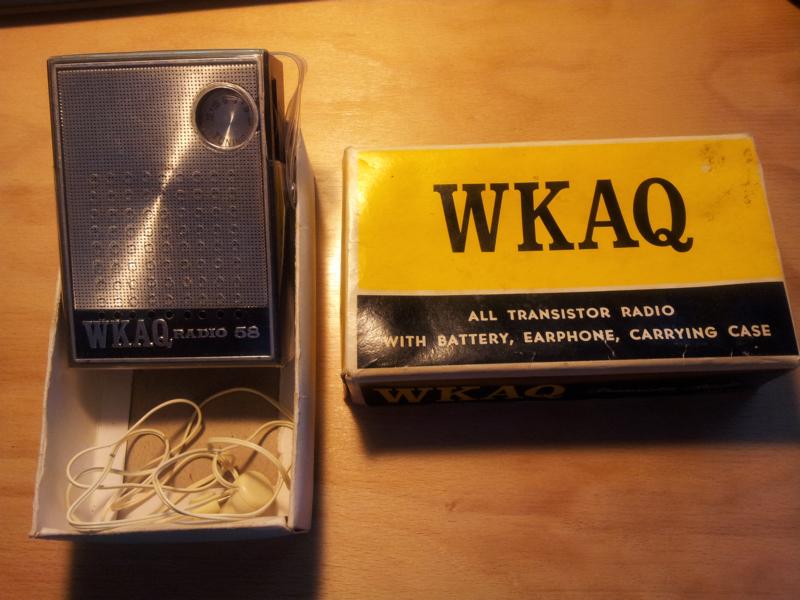 WKAQ RADIO 58
WKAQ
ALL TRANSISTOR RADIO
WITH BATTERY, EARPHONE, CARRYING CASE
WKAQ